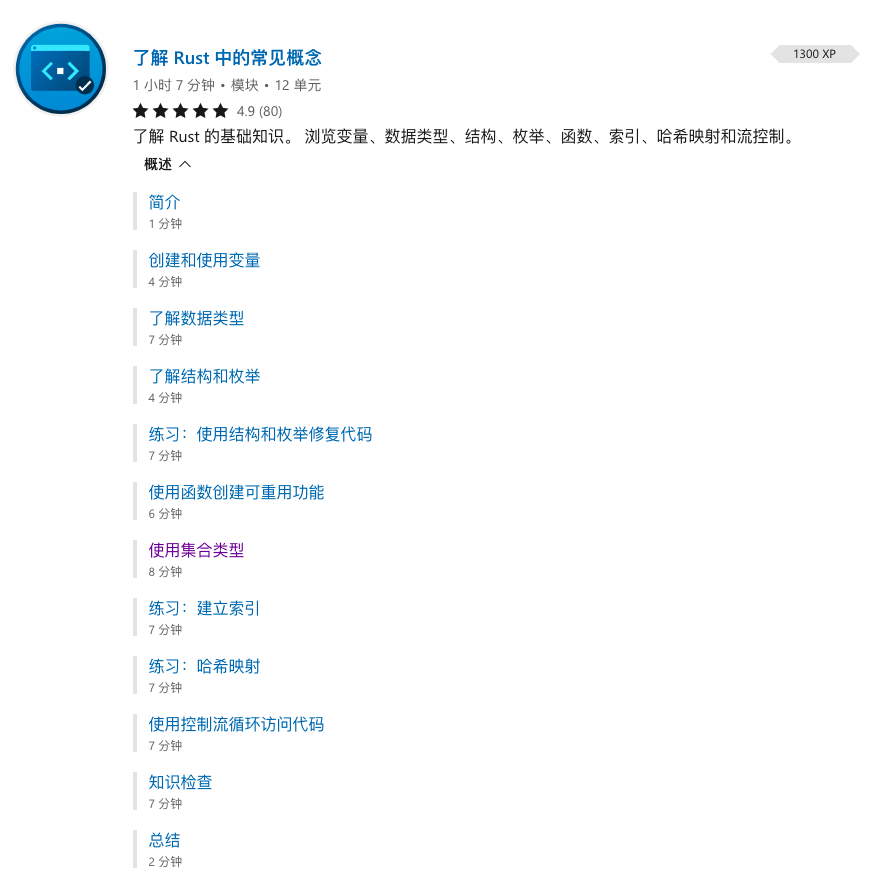 了解 Rust 中的常见概念
1300 XP
1 小时 7 分钟 • 模块 • 12 单元
4.9 (80)
了解 Rust 的基础知识。 浏览变量、数据类型、结构、枚举、函数、索引、哈希映射和流控制。
概述
简介
1 分钟
创建和使用变量
4 分钟
了解数据类型
7 分钟
了解结构和枚举
4 分钟
练习：使用结构和枚举修复代码
7 分钟
使用函数创建可重用功能
6 分钟
使用集合类型
8 分钟
练习：建立索引
7 分钟
练习：哈希映射
7 分钟
使用控制流循环访问代码
7 分钟
知识检查
7 分钟
总结
2 分钟